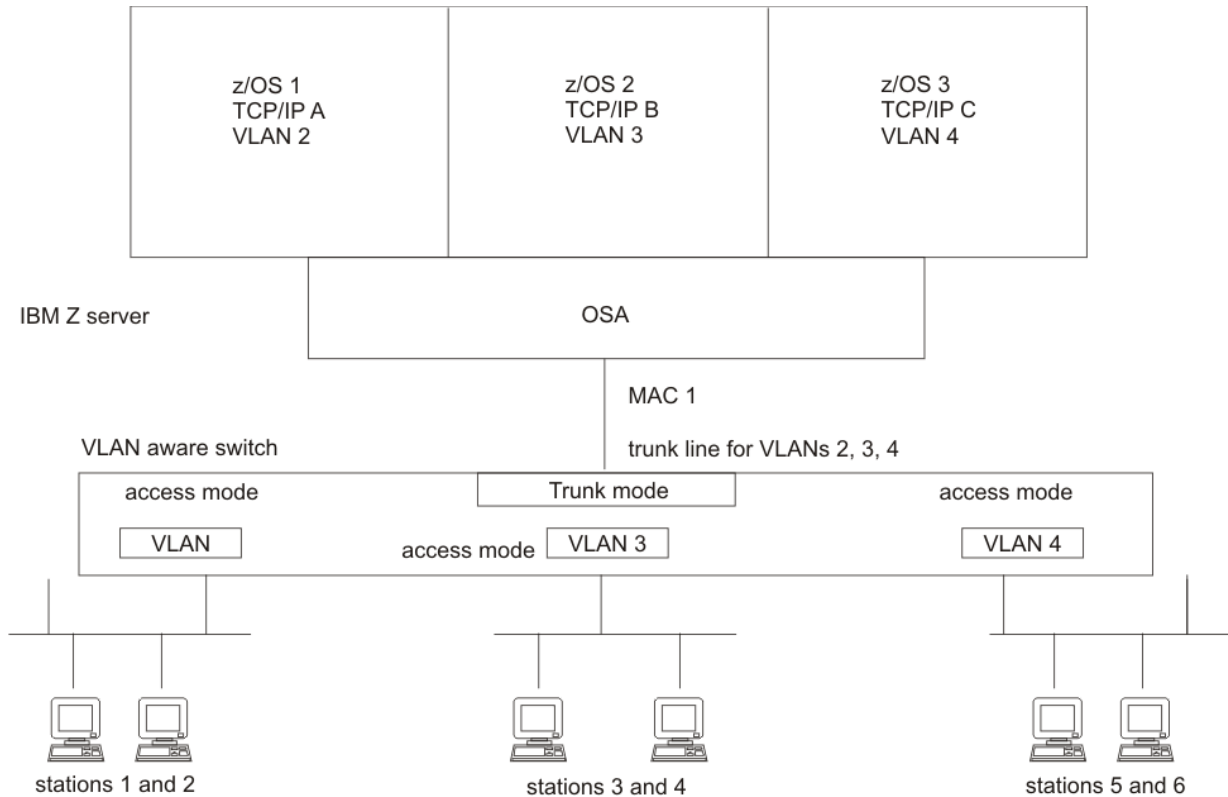 z/OS 1
TCP/IP A
VLAN 2
z/OS 2
TCP/IP B
VLAN 3
z/OS 3
TCP/IP C
VLAN 4
IBM Z server
OSA
MAC 1
VLAN aware switch
trunk line for VLANs 2, 3, 4
access mode
Trunk mode
access mode
VLAN
access mode
VLAN 3
VLAN 4
stations 1 and 2
stations 3 and 4
stations 5 and 6